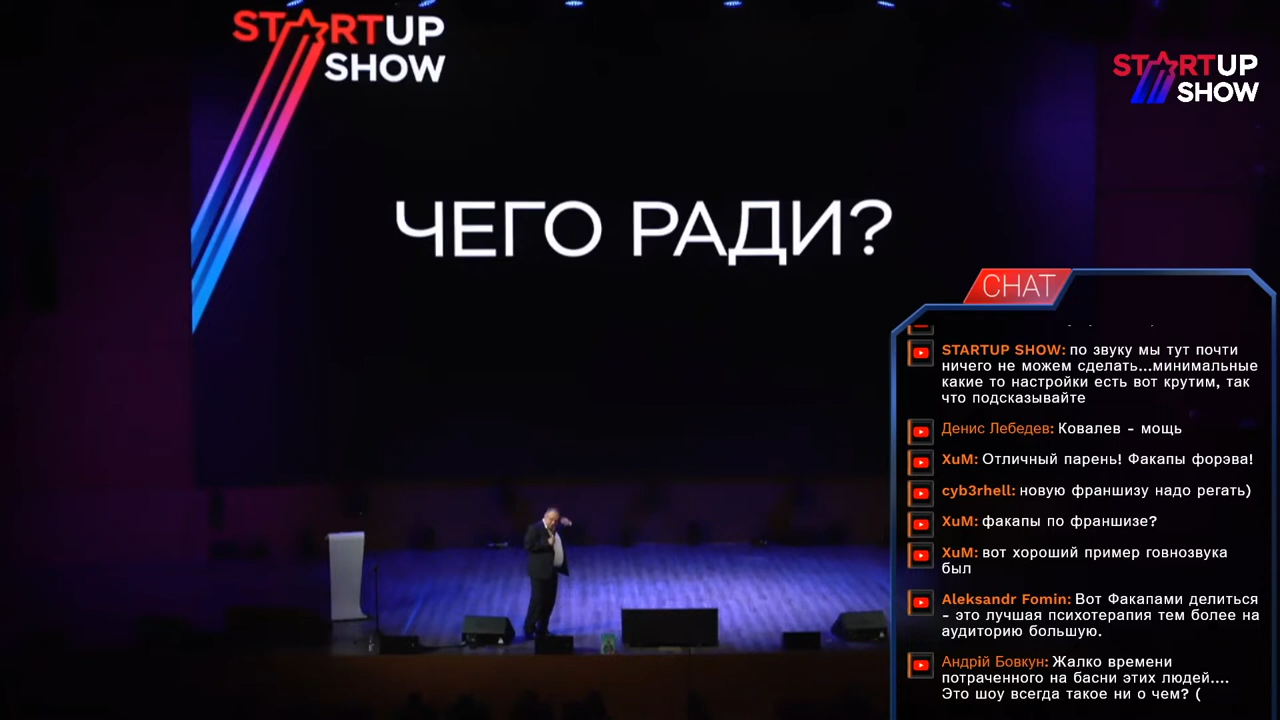 STARTUP
SHOW
STARTUP
SHOW
ЧЕГО РАДИ?
CHAT
STARTUP SHOW: по звуку мы тут почти
ничего не можем сделать...минимальные
какие то настройки есть вот крутим, так
что подсказывайте
Денис Лебедев: Ковалев - мощь
XuM: Отличный парень! Факапы форэва!
cyb3rhell: новую франшизу надо регать)
XuM: факапы по франшизе?
XuM: вот хороший пример говнозвука
был
Aleksandr Fomin: Вот Факапами делиться
- это лучшая психотерапия тем более на
аудиторию большую.
Андрій Бовкун: Жалко времени
потраченного на басни этих людей....
Это шоу всегда такое ни о чем? (